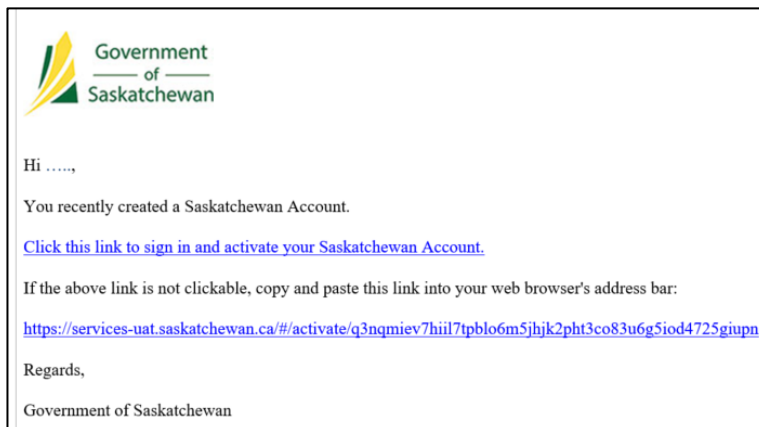 Government
of
Saskatchewan
Hi .....,
You recently created a Saskatchewan Account.
Click this link to sign in and activate your Saskatchewan Account.
If the above link is not clickable, copy and paste this link into your web browser's address bar:
https://services-uat.saskatchewan.ca/#/activate/q3nqmiev7hiil7tpblo6m5jhjk2pht3co83u6g5iod4725giupn
Regards,
Government of Saskatchewan